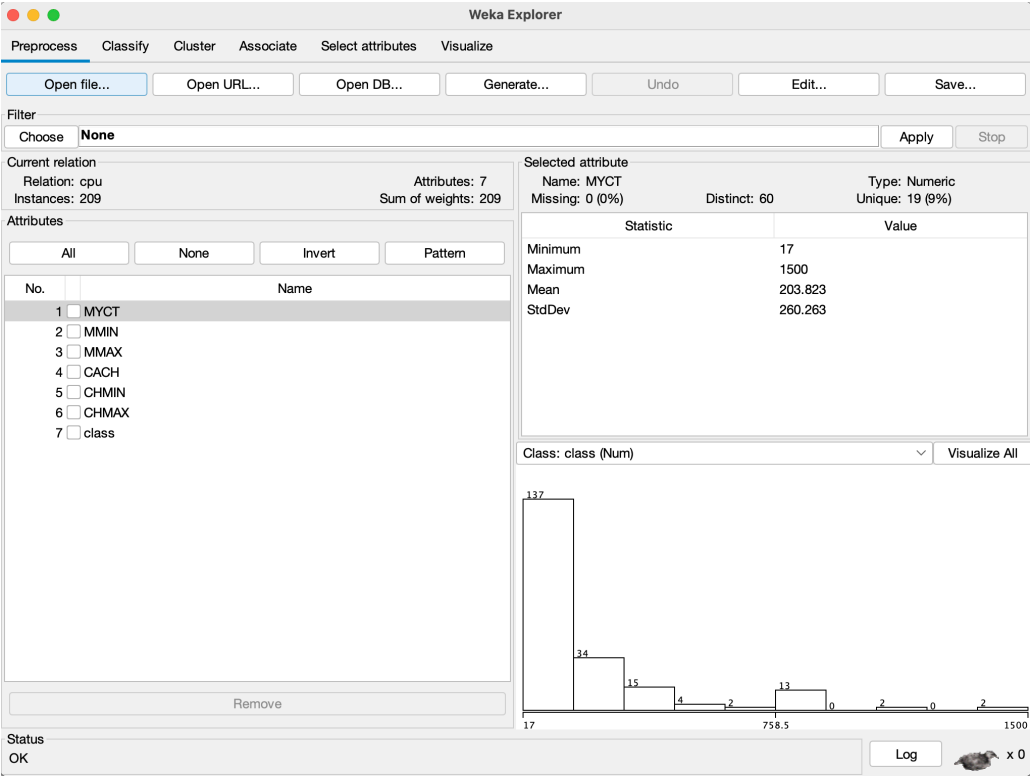 Weka Explorer
Preprocess Classify Cluster Associate Select attributes Visualize
Open file... Open URL... Open DB... Generate... Undo Edit... Save...
Filter
Choose None Apply Stop
Current relation
Relation: cpu Attributes: 7
Instances: 209 Sum of weights: 209
Attributes
All None Invert Pattern
No. Name
1 MYCT
2 MMIN
3 MMAX
4 CACH
5 CHMIN
6 CHMAX
7 class
Remove
Selected attribute
Name: MYCT Type: Numeric
Missing: 0 (0%) Distinct: 60 Unique: 19 (9%)
Statistic Value
Minimum 17
Maximum 1500
Mean 203.823
StdDev 260.263
Class: class (Num) Visualize All
137
34
15
4 2 13 0 2 0 2
17 758.5 1500
Status
OK
Log x 0